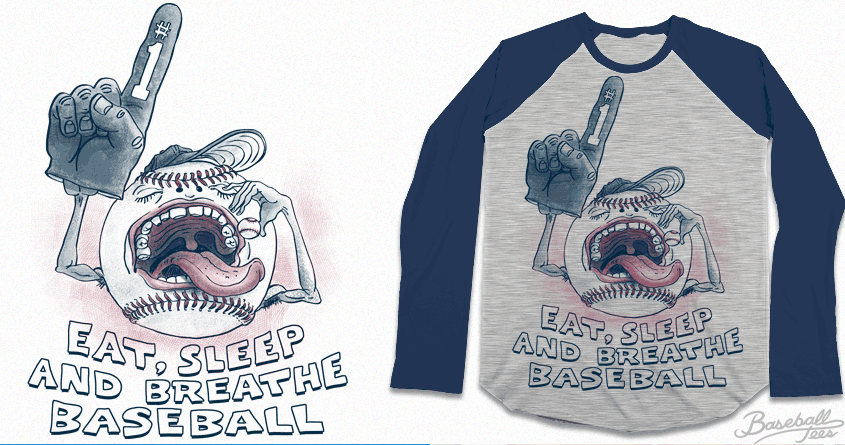 #1
EAT, SLEEP
AND BREATHE
BASEBALL
#1
EAT, SLEEP
AND BREATHE
BASEBALL
Baseball
Tees